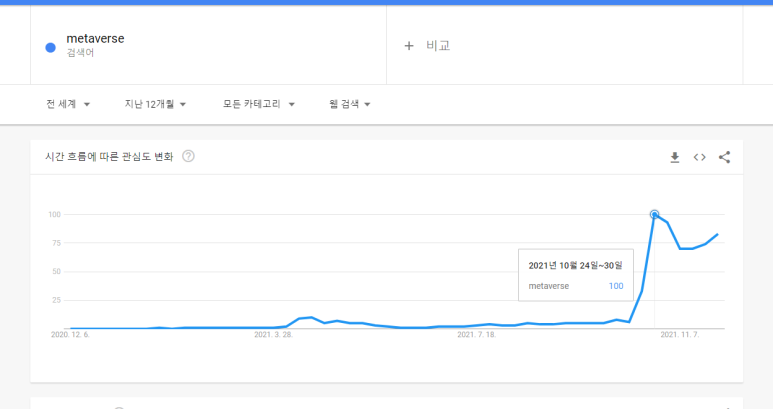 metaverse
검색어
+ 비교
전 세계
지난 12개월
모든 카테고리
웹 검색
시간 흐름에 따른 관심도 변화
100
75
50
25
2021년 10월 24일~30일
metaverse 100
2020. 12. 6.
2021. 3. 28.
2021. 7. 18.
2021. 11. 7.